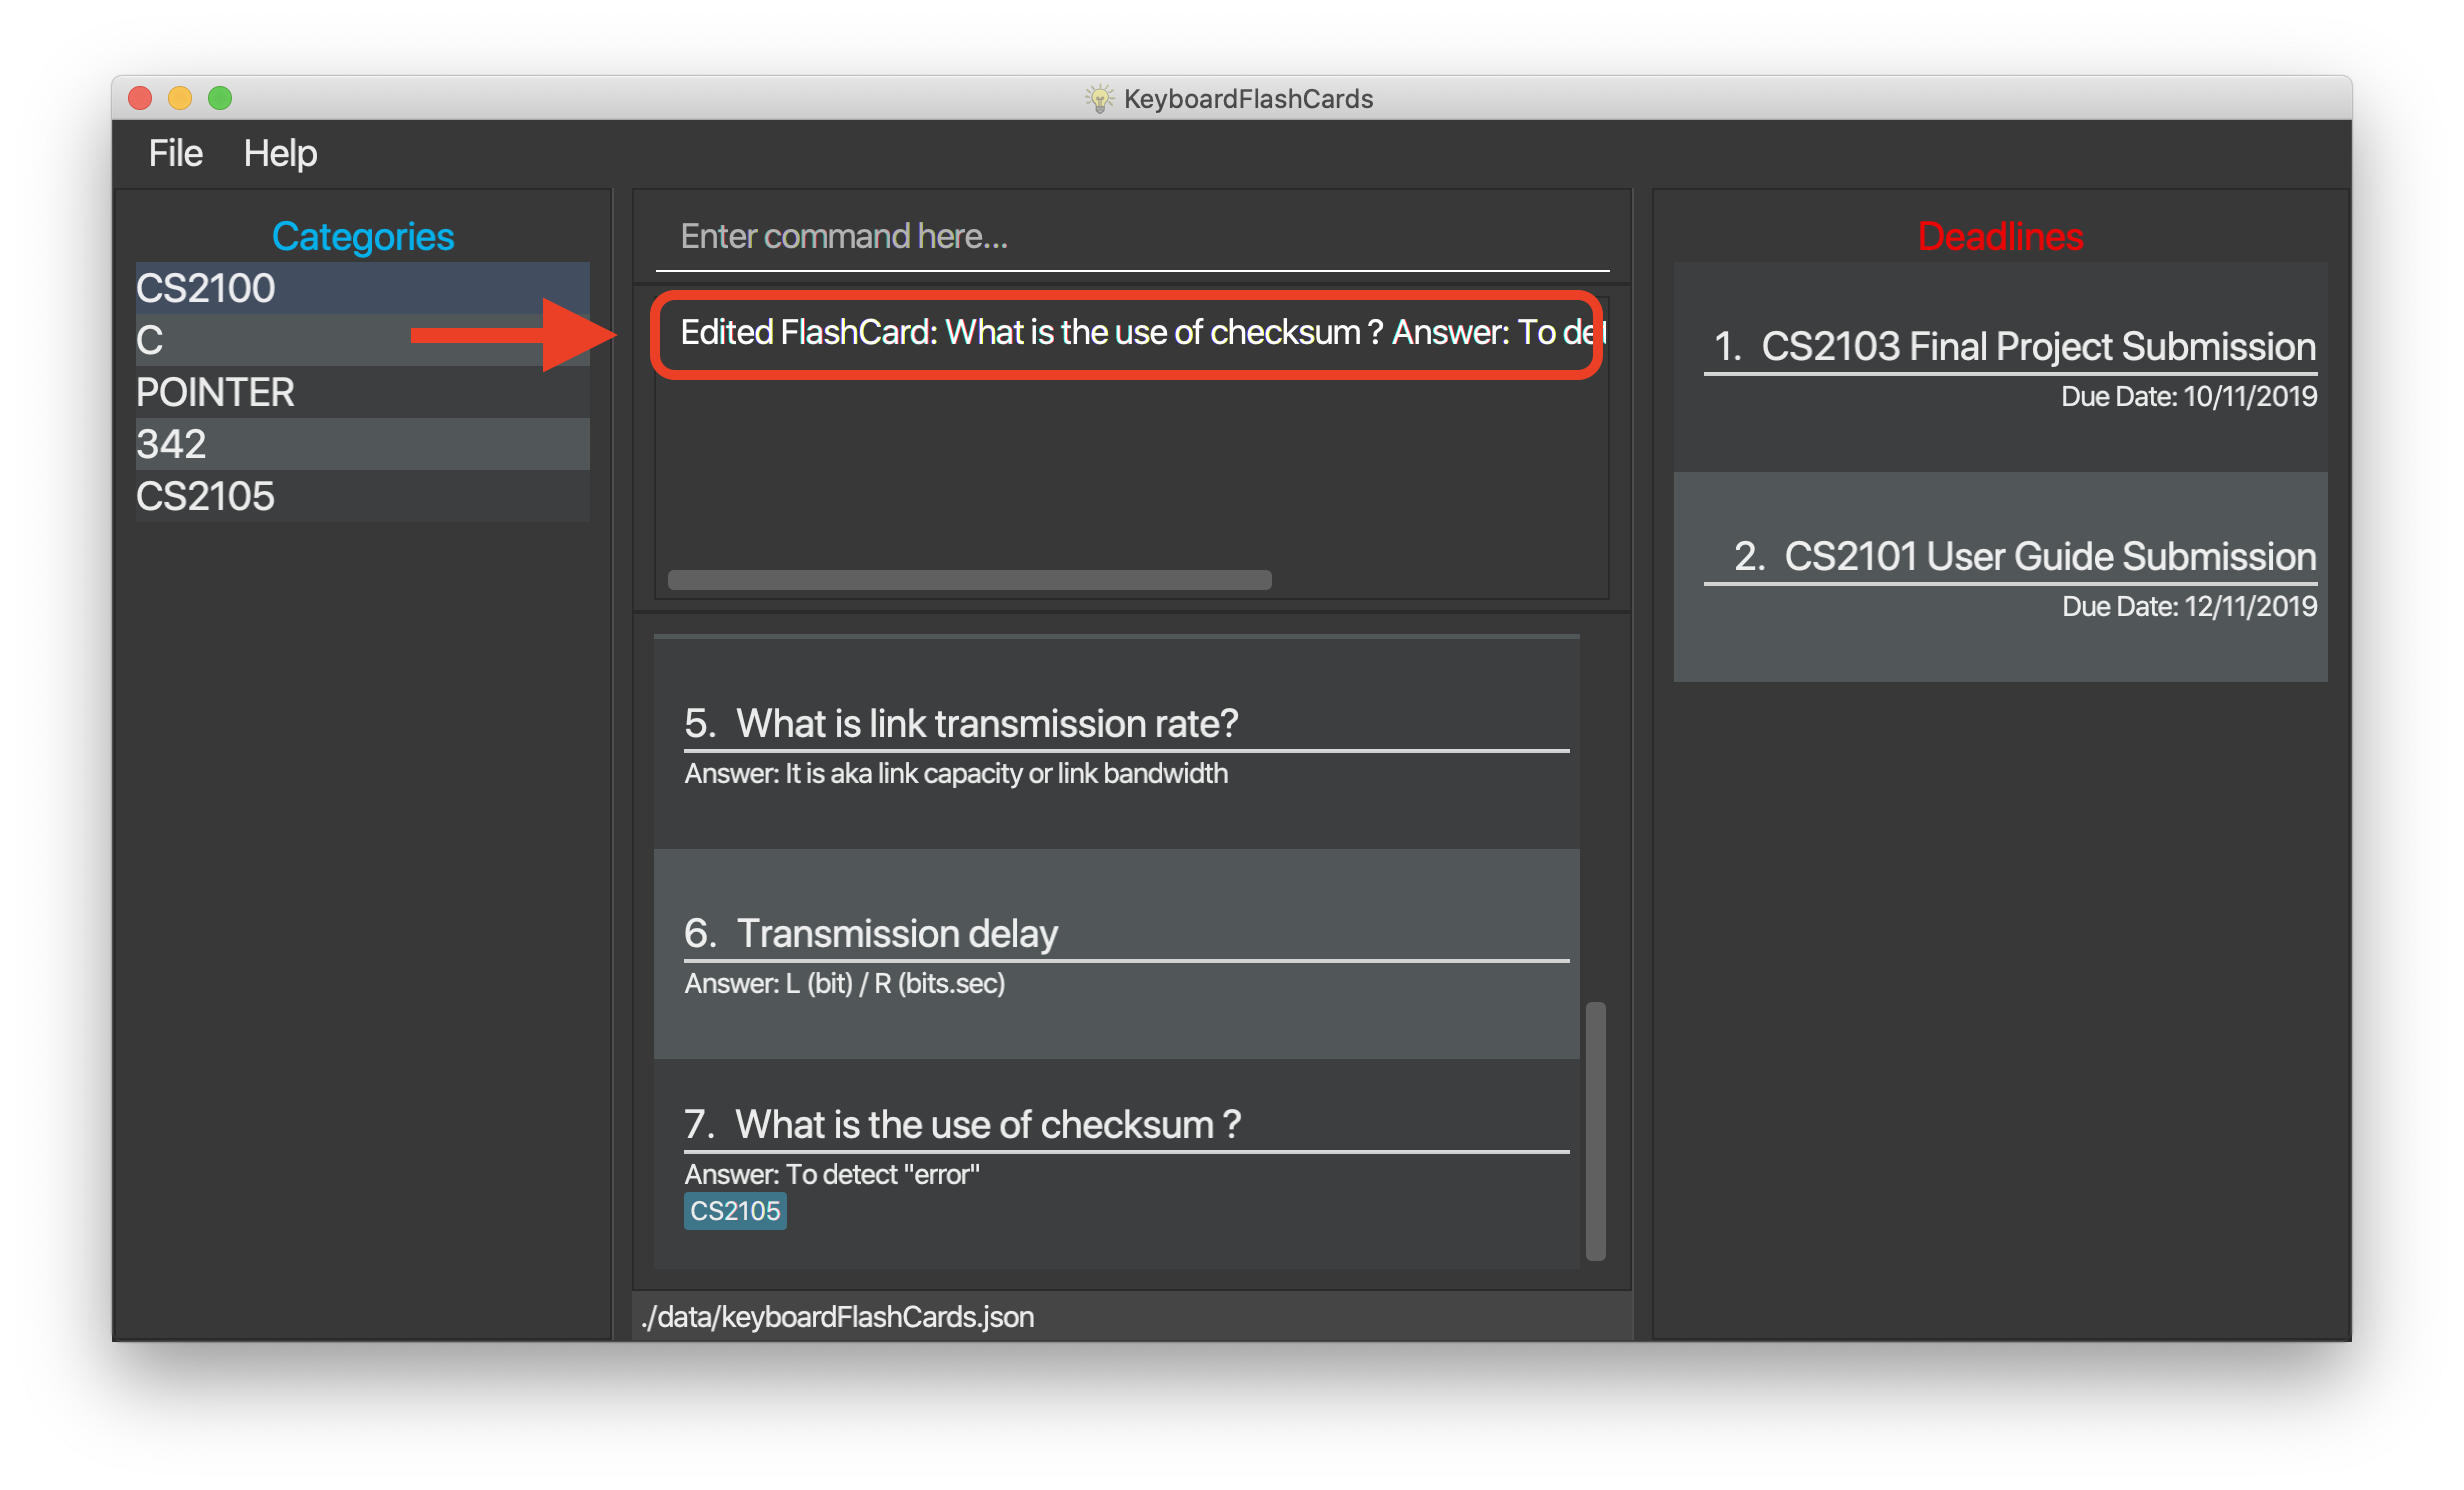 KeyboardFlashCards
File Help
Categories
CS2100
C
POINTER
342
CS2105
Enter command here...
Edited FlashCard: What is the use of checksum ? Answer: To det
5. What is link transmission rate?
Answer: It is aka link capacity or link bandwidth
6. Transmission delay
Answer: L (bit) / R (bits.sec)
7. What is the use of checksum ?
Answer: To detect "error"
CS2105
./data/keyboardFlashCards.json
Deadlines
1. CS2103 Final Project Submission
Due Date: 10/11/2019
2. CS2101 User Guide Submission
Due Date: 12/11/2019